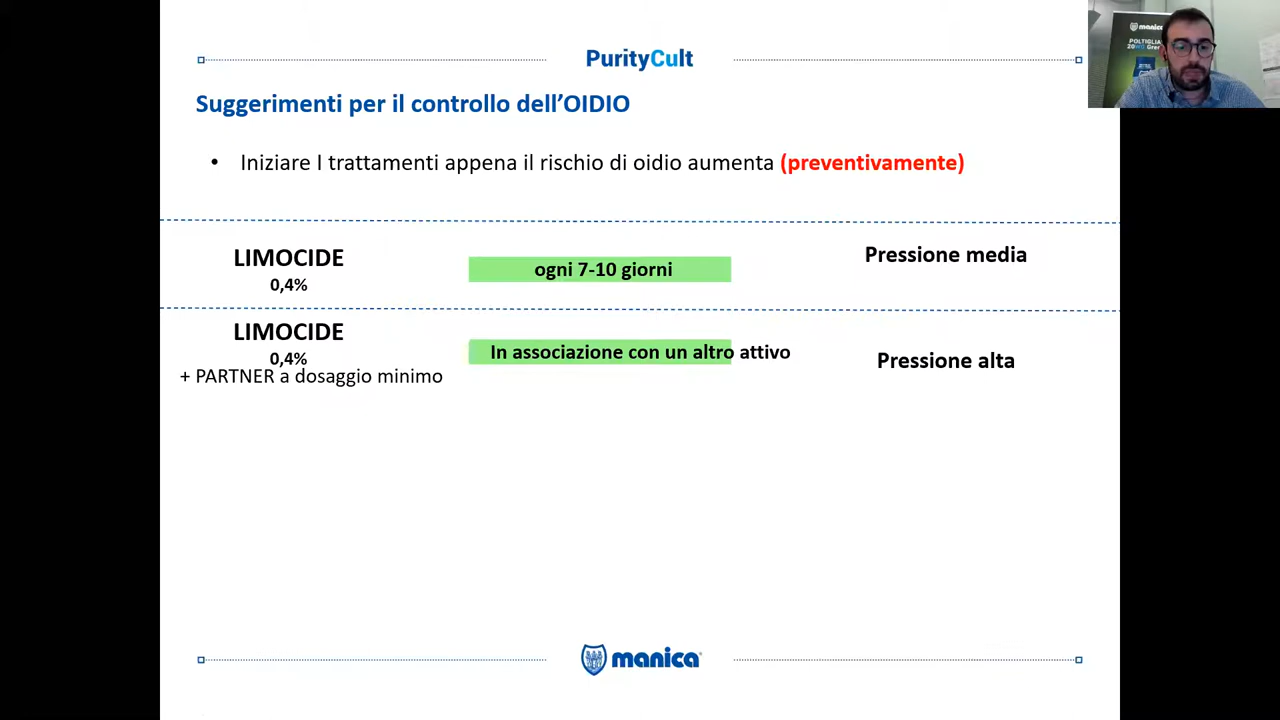 PurityCult
Suggerimenti per il controllo dell’OIDIO
• Iniziare I trattamenti appena il rischio di oidio aumenta (preventivamente)
LIMOCIDE
0,4%
ogni 7-10 giorni
Pressione media
LIMOCIDE
0,4%
+ PARTNER a dosaggio minimo
In associazione con un altro attivo
Pressione alta
manica
manica